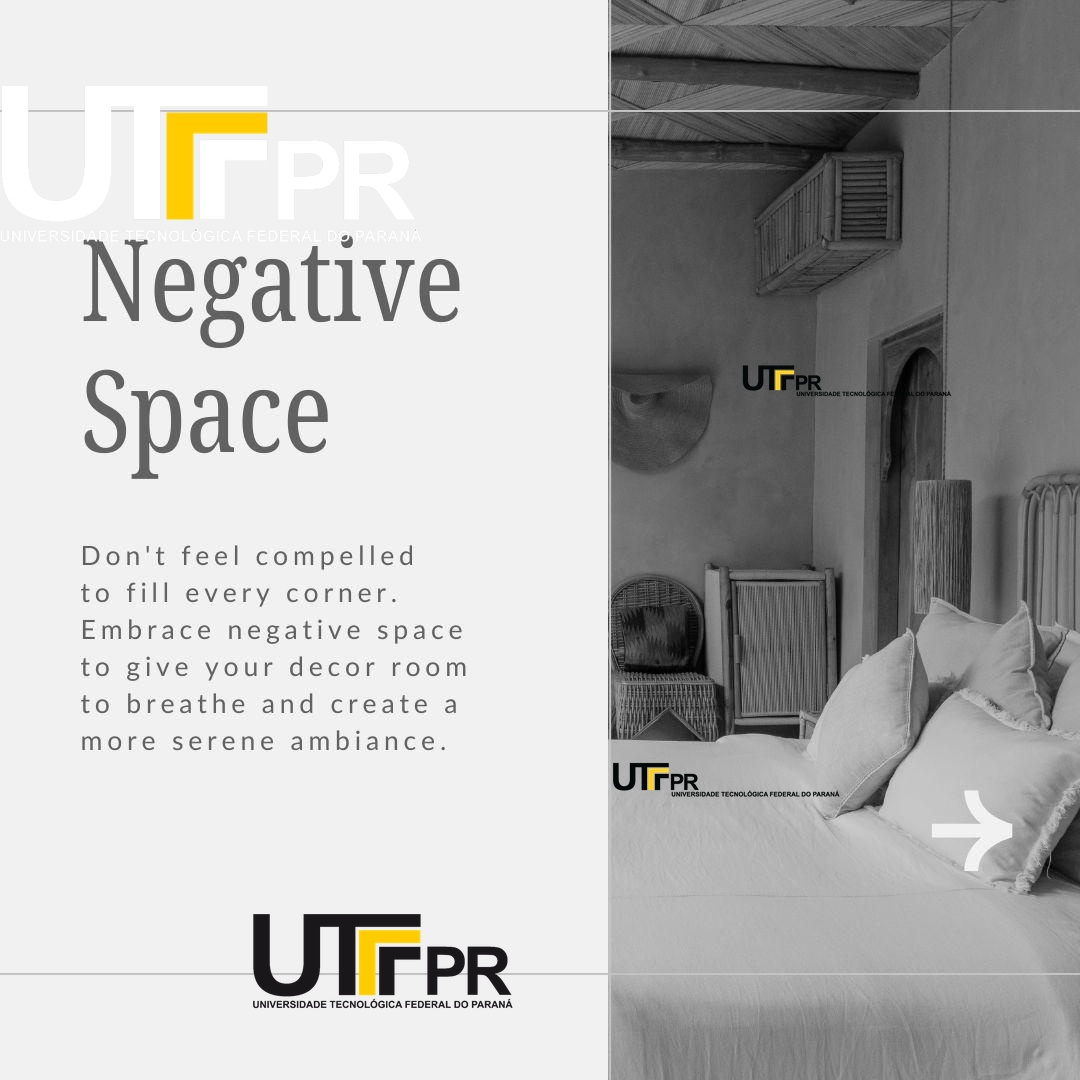 UTFPR
UNIVERSIDADE TECNOLÓGICA FEDERAL DO PARANÁ
Negative
Space
UTFPR
UNIVERSIDADE TECNOLÓGICA FEDERAL DO PARANÁ
Don't feel compelled
to fill every corner.
Embrace negative space
to give your decor room
to breathe and create a
more serene ambiance.
UTFPR
UNIVERSIDADE TECNOLÓGICA FEDERAL DO PARANÁ
UTFPR
UNIVERSIDADE TECNOLÓGICA FEDERAL DO PARANÁ